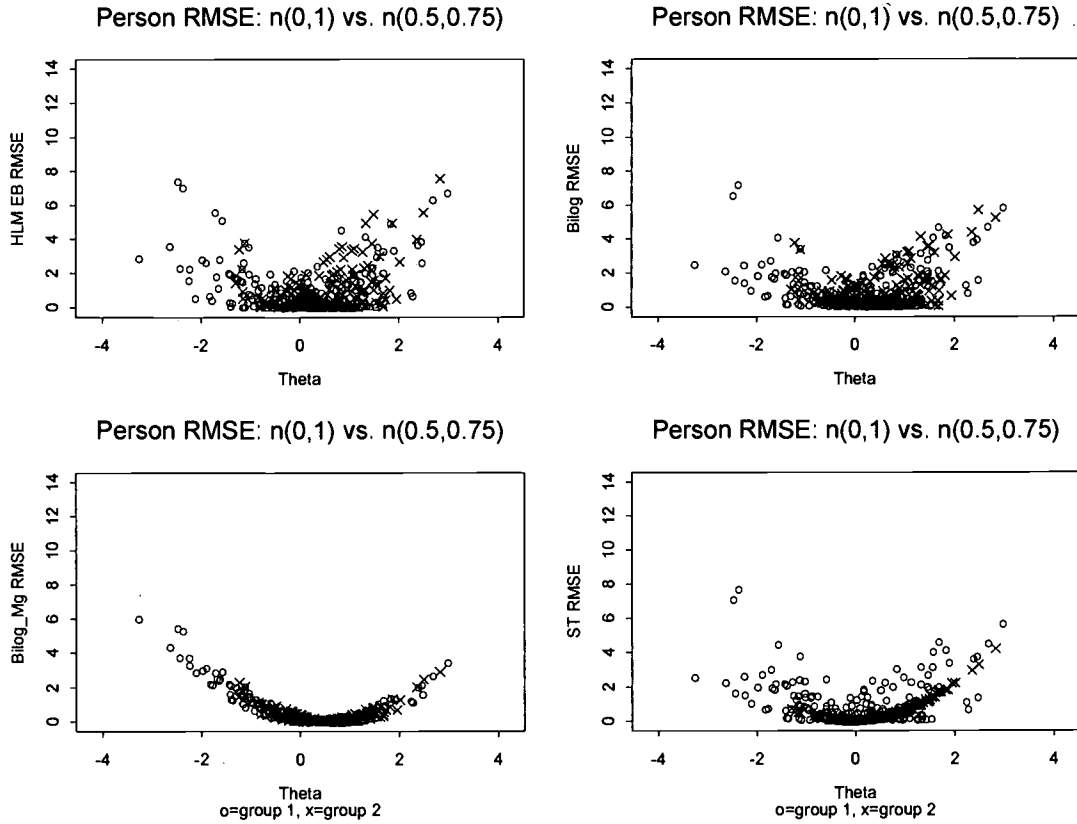 Person RMSE: n(0,1) vs. n(0.5,0.75)
HLM EB RMSE
14
12
10
8
6
4
2
0
-4 -2 0 2 4
Theta
Person RMSE: n(0,1) vs. n(0.5,0.75)
Bilog RMSE
14
12
10
8
6
4
2
0
-4 -2 0 2 4
Theta
Person RMSE: n(0,1) vs. n(0.5,0.75)
Bilog_Mg RMSE
14
12
10
8
6
4
2
0
-4 -2 0 2 4
Theta
o=group 1, x=group 2
Person RMSE: n(0,1) vs. n(0.5,0.75)
ST RMSE
14
12
10
8
6
4
2
0
-4 -2 0 2 4
Theta
o=group 1, x=group 2